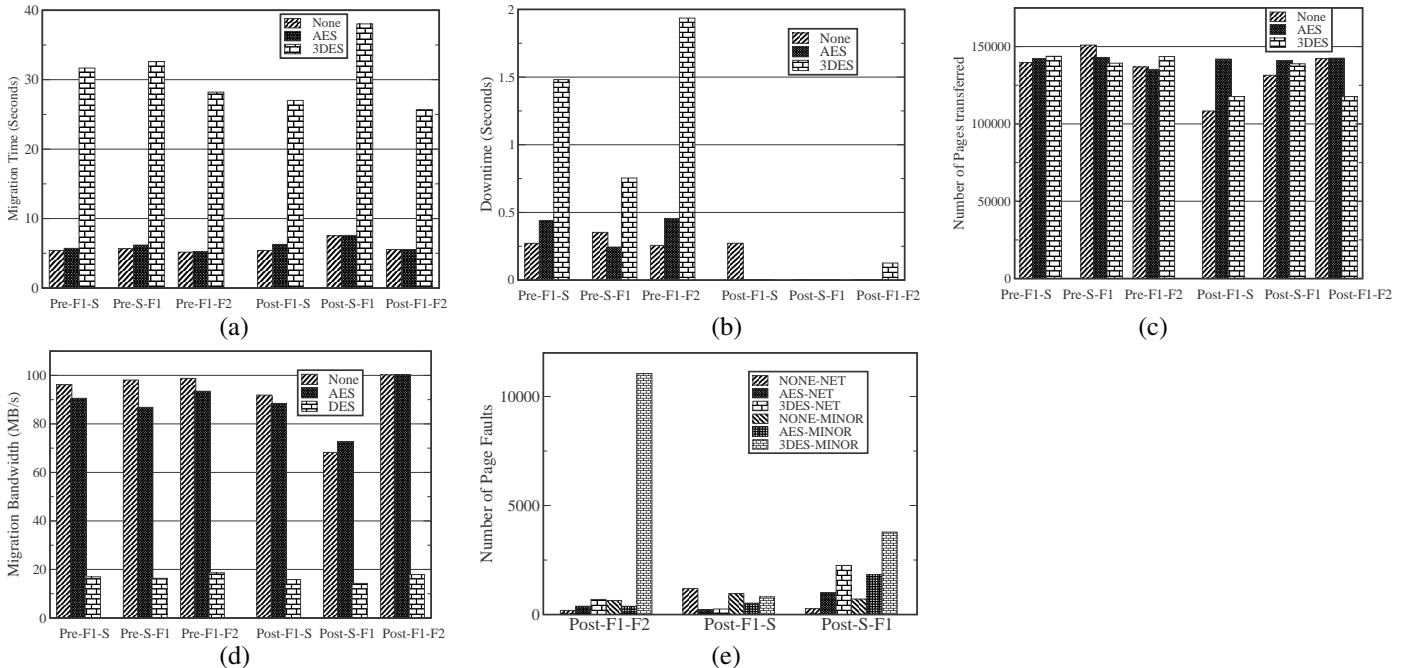 40
30
20
10
0
Migration Time (Seconds)
None
AES
3DES
Pre-F1-S Pre-S-F1 Pre-F1-F2 Post-F1-S Post-S-F1 Post-F1-F2
(a)
2
1.5
1
0.5
0
Downtime (Seconds)
None
AES
3DES
Pre-F1-S Pre-S-F1 Pre-F1-F2 Post-F1-S Post-S-F1 Post-F1-F2
(b)
150000
100000
50000
0
Number of Pages transferred
None
AES
3DES
Pre-F1-S Pre-S-F1 Pre-F1-F2 Post-F1-S Post-S-F1 Post-F1-F2
(c)
100
80
60
40
20
0
Migration Bandwidth (MB/s)
None
AES
DES
Pre-F1-S Pre-S-F1 Pre-F1-F2 Post-F1-S Post-S-F1 Post-F1-F2
(d)
10000
5000
0
Number of Page Faults
NONE-NET
AES-NET
3DES-NET
NONE-MINOR
AES-MINOR
3DES-MINOR
Post-F1-F2 Post-F1-S Post-S-F1
(e)